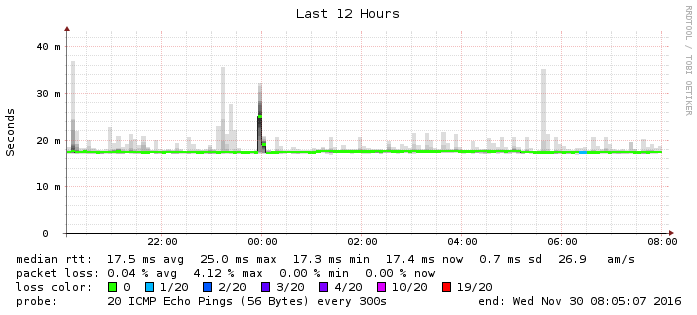 Last 12 Hours
RRDTOOL / TOBI OETIKER
Seconds
40 m
30 m
20 m
10 m
0
22:00 00:00 02:00 04:00 06:00 08:00
median rtt: 17.5 ms avg 25.0 ms max 17.3 ms min 17.4 ms now 0.7 ms sd 26.9 am/s
packet loss: 0.04 % avg 4.12 % max 0.00 % min 0.00 % now
loss color: 0 1/20 2/20 3/20 4/20 10/20 19/20
probe: 20 ICMP Echo Pings (56 Bytes) every 300s end: Wed Nov 30 08:05:07 2016